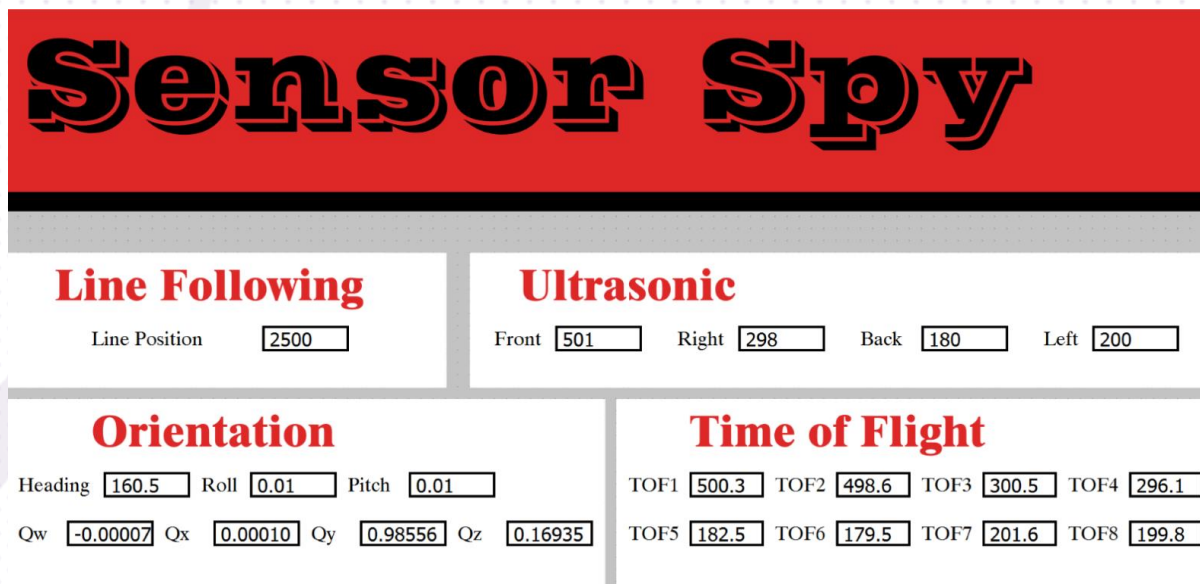 Sensor Spy
Line Following
Line Position 2500
Ultrasonic
Front 501 Right 298 Back 180 Left 200
Orientation
Heading 160.5 Roll 0.01 Pitch 0.01
Qw -0.00007 Qx 0.00010 Qy 0.98556 Qz 0.16935
Time of Flight
TOF1 500.3 TOF2 498.6 TOF3 300.5 TOF4 296.1
TOF5 182.5 TOF6 179.5 TOF7 201.6 TOF8 199.8